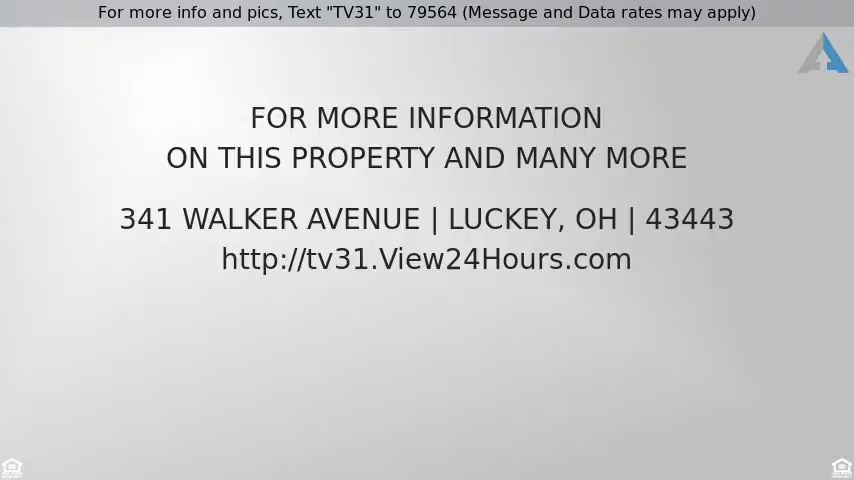 For more info and pics, Text "TV31" to 79564 (Message and Data rates may apply)
FOR MORE INFORMATION
ON THIS PROPERTY AND MANY MORE
341 WALKER AVENUE | LUCKEY, OH | 43443
http://tv31.View24Hours.com